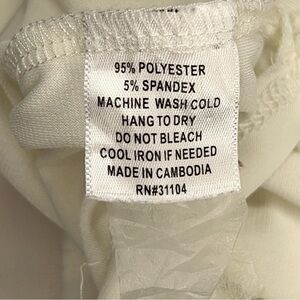 95% POLYESTER
5% SPANDEX
MACHINE WASH COLD
HANG TO DRY
DO NOT BLEACH
COOL IRON IF NEEDED
MADE IN CAMBODIA
RN#31104